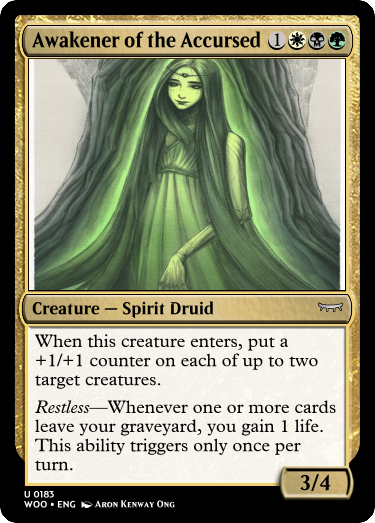 Awakener of the Accursed 1
Creature — Spirit Druid
When this creature enters, put a
+1/+1 counter on each of up to two
target creatures.
Restless—Whenever one or more cards
leave your graveyard, you gain 1 life.
This ability triggers only once per
turn.
3/4
U 0183
WOO • ENG Aron Kenway Ong